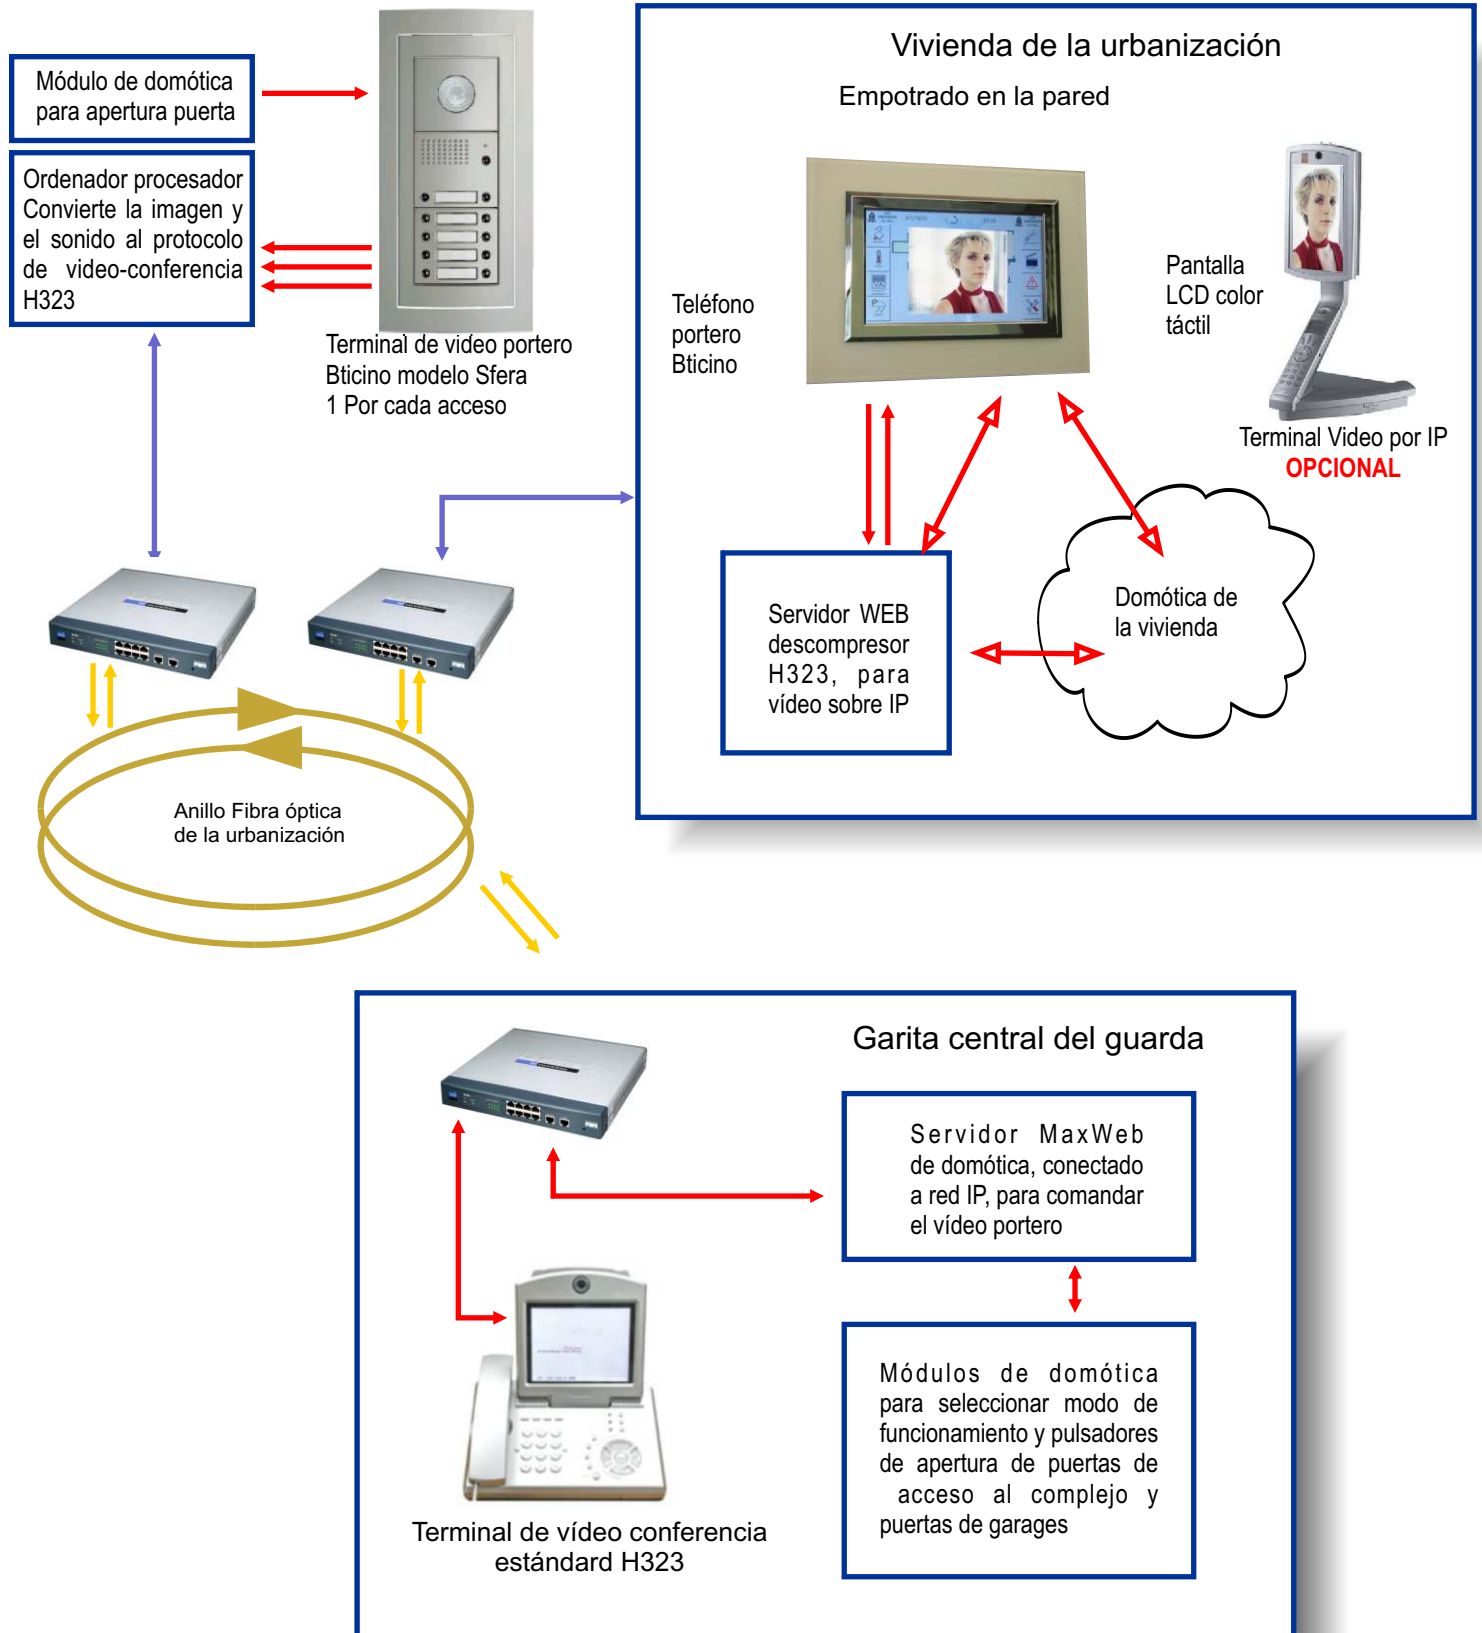 Módulo de domótica
para apertura puerta
Ordenador procesador
Convierte la imagen y
el sonido al protocolo
de video-conferencia
H323
Terminal de video portero
Bticino modelo Sfera
1 Por cada acceso
Vivienda de la urbanización
Empotrado en la pared
Teléfono
portero
Bticino
Pantalla
LCD color
táctil
Terminal Video por IP
OPCIONAL
Servidor WEB
descompresor
H323, para
vídeo sobre IP
Domótica de
la vivienda
Anillo Fibra óptica
de la urbanización
Garita central del guarda
Servidor MaxWeb
de domótica, conectado
a red IP, para comandar
el vídeo portero
Módulos de domótica
para seleccionar modo de
funcionamiento y pulsadores
de apertura de puertas de
acceso al complejo y
puertas de garages
Terminal de vídeo conferencia
estándard H323